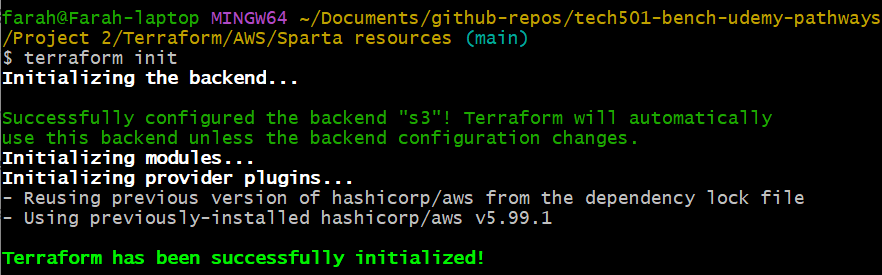 farah@Farah-laptop MINGW64 ~/Documents/github-repos/tech501-bench-udemy-pathways
/Project 2/Terraform/AWS/Sparta resources (main)
$ terraform init
Initializing the backend...
Successfully configured the backend "s3"! Terraform will automatically
use this backend unless the backend configuration changes.
Initializing modules...
Initializing provider plugins...
- Reusing previous version of hashicorp/aws from the dependency lock file
- Using previously-installed hashicorp/aws v5.99.1
Terraform has been successfully initialized!